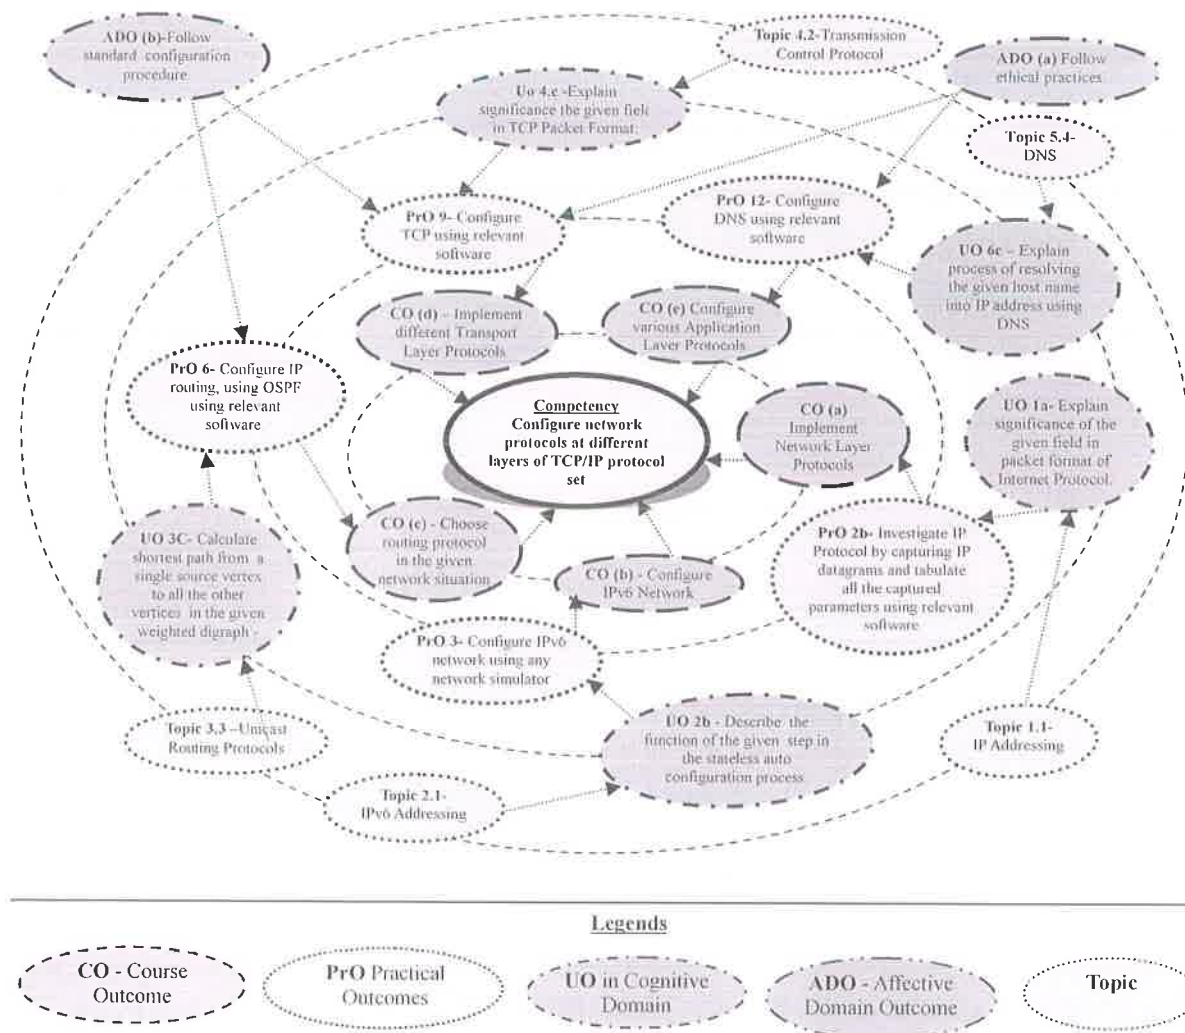 ADO (b)-Follow
standard configuration
procedure
Topic 4.2-Transmission
Control Protocol
ADO (a) Follow
ethical practices
Uo 4.c -Explain
significance the given field
in TCP Packet Format.
Topic 5.4-
DNS
PrO 9- Configure
TCP using relevant
software
PrO 12- Configure
DNS using relevant
software
UO 6c – Explain
process of resolving
the given host name
into IP address using
DNS
CO (d) – Implement
different Transport
Layer Protocols
CO (e) Configure
various Application
Layer Protocols
PrO 6- Configure IP
routing, using OSPF
using relevant
software
Competency
Configure network
protocols at different
layers of TCP/IP protocol
set
CO (a)
Implement
Network Layer
Protocols
UO 1a- Explain
significance of the
given field in
packet format of
Internet Protocol.
UO 3C- Calculate
shortest path from a
single source vertex
to all the other
vertices in the given
weighted digraph -
CO (c) - Choose
routing protocol
in the given
network situation
CO (b) - Configure
IPv6 Network
PrO 2b- Investigate IP
Protocol by capturing IP
datagrams and tabulate
all the captured
parameters using relevant
software
PrO 3- Configure IPv6
network using any
network simulator
Topic 3.3 –Unicast
Routing Protocols
UO 2b - Describe the
function of the given step in
the stateless auto
configuration process
Topic 1.1-
IP Addressing
Topic 2.1-
IPv6 Addressing
Legends
CO - Course
Outcome
PrO Practical
Outcomes
UO in Cognitive
Domain
ADO - Affective
Domain Outcome
Topic